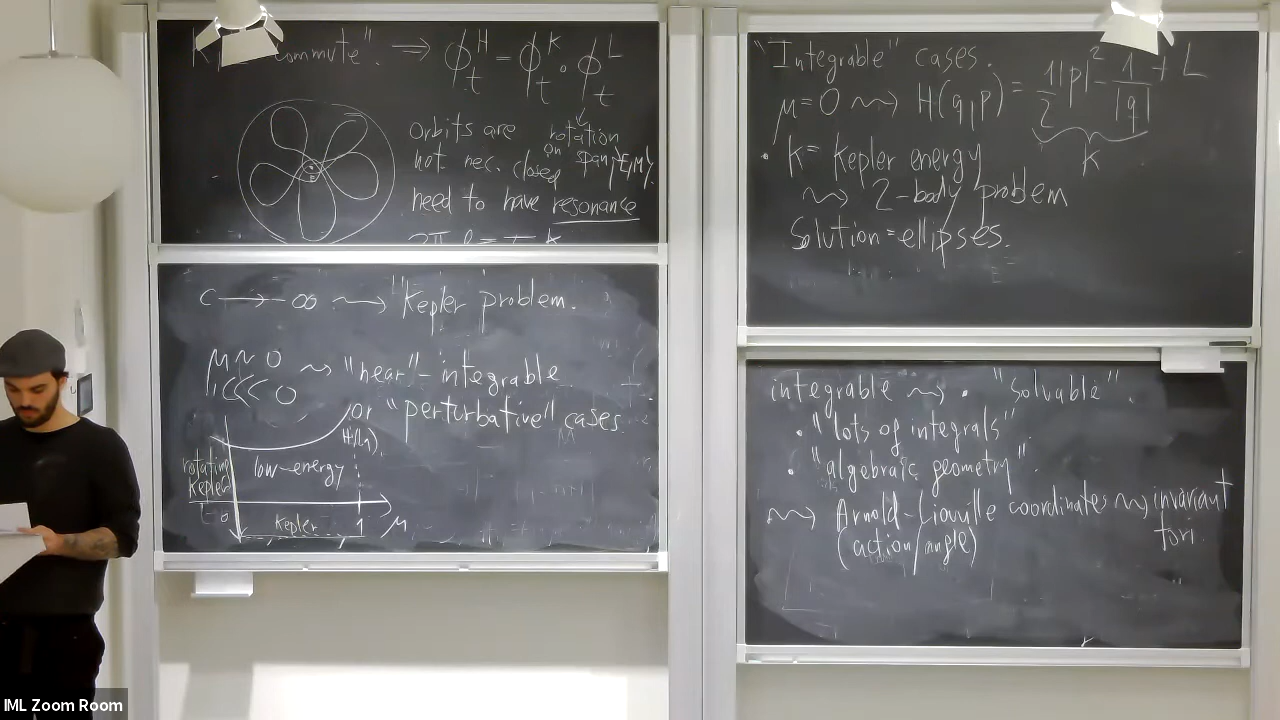 commute". ⟹ ϕ_t^H = ϕ_t^K ∘ ϕ_t^L
orbits are
not nec. closed
need to have resonance
rotation
on span
c → -∞ ⇝ "Kepler problem.
μ ~ 0 ⇝ "near"-integrable
μ <<< 0
or "perturbative" cases.
H(L1)
low-energy
rotating
Kepler
Kepler
1
μ
"Integrable" cases.
μ=0 ⇝ H(q,p) = 1/2|p|² - 1/|q| + L
K
• K = Kepler energy
⇝ 2-body problem
Solution = ellipses.
integrable ⇝ • "Solvable".
• "lots of integrals"
• "algebraic geometry".
⇝ Arnold-Liouville coordinates ⇝ invariant
tori.
(action/angle)
IML Zoom Room